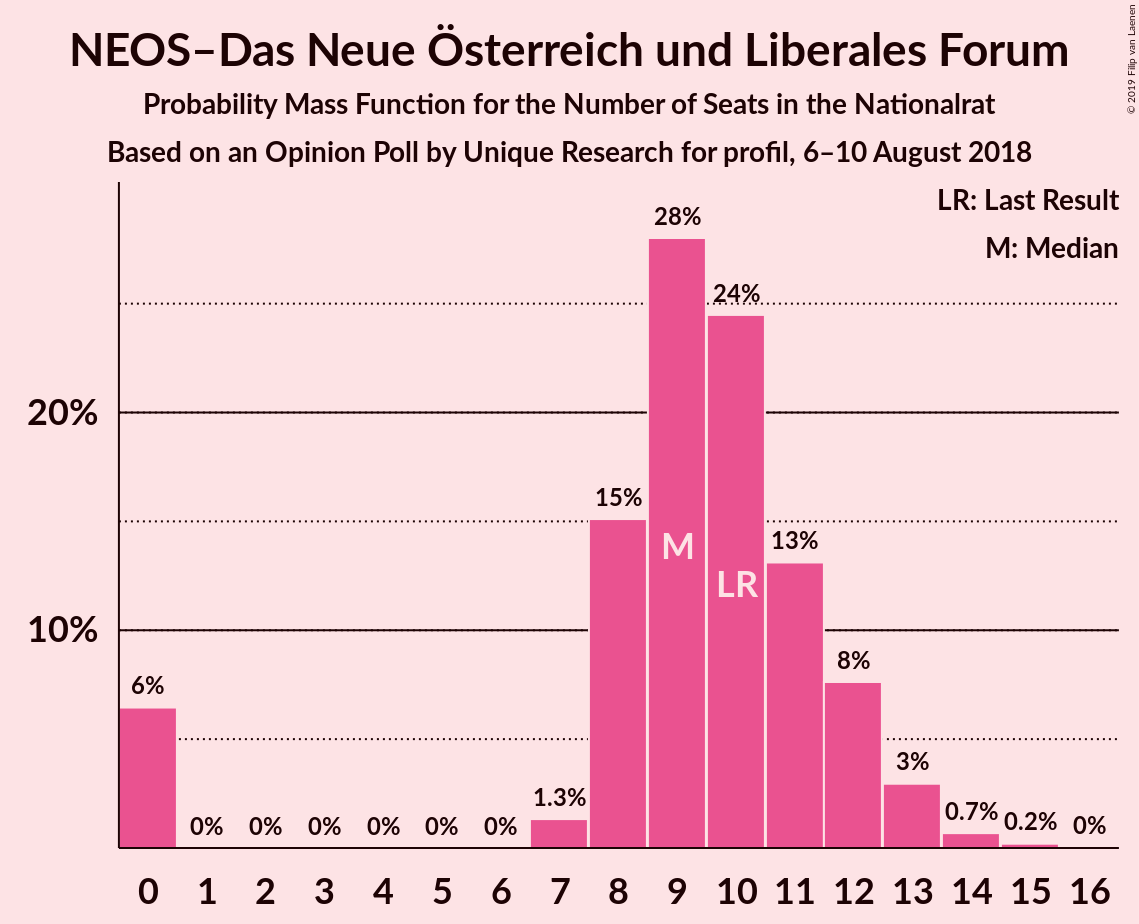 NEOS–Das Neue Österreich und Liberales Forum
Probability Mass Function for the Number of Seats in the Nationalrat
Based on an Opinion Poll by Unique Research for profil, 6–10 August 2018
© 2019 Filip van Laenen
LR: Last Result
M: Median
28%
24%
20%
15%
M
13%
LR
10%
8%
6%
3%
1.3%
0.7%
0.2%
0% 0% 0% 0% 0% 0% 0%
0 1 2 3 4 5 6 7 8 9 10 11 12 13 14 15 16